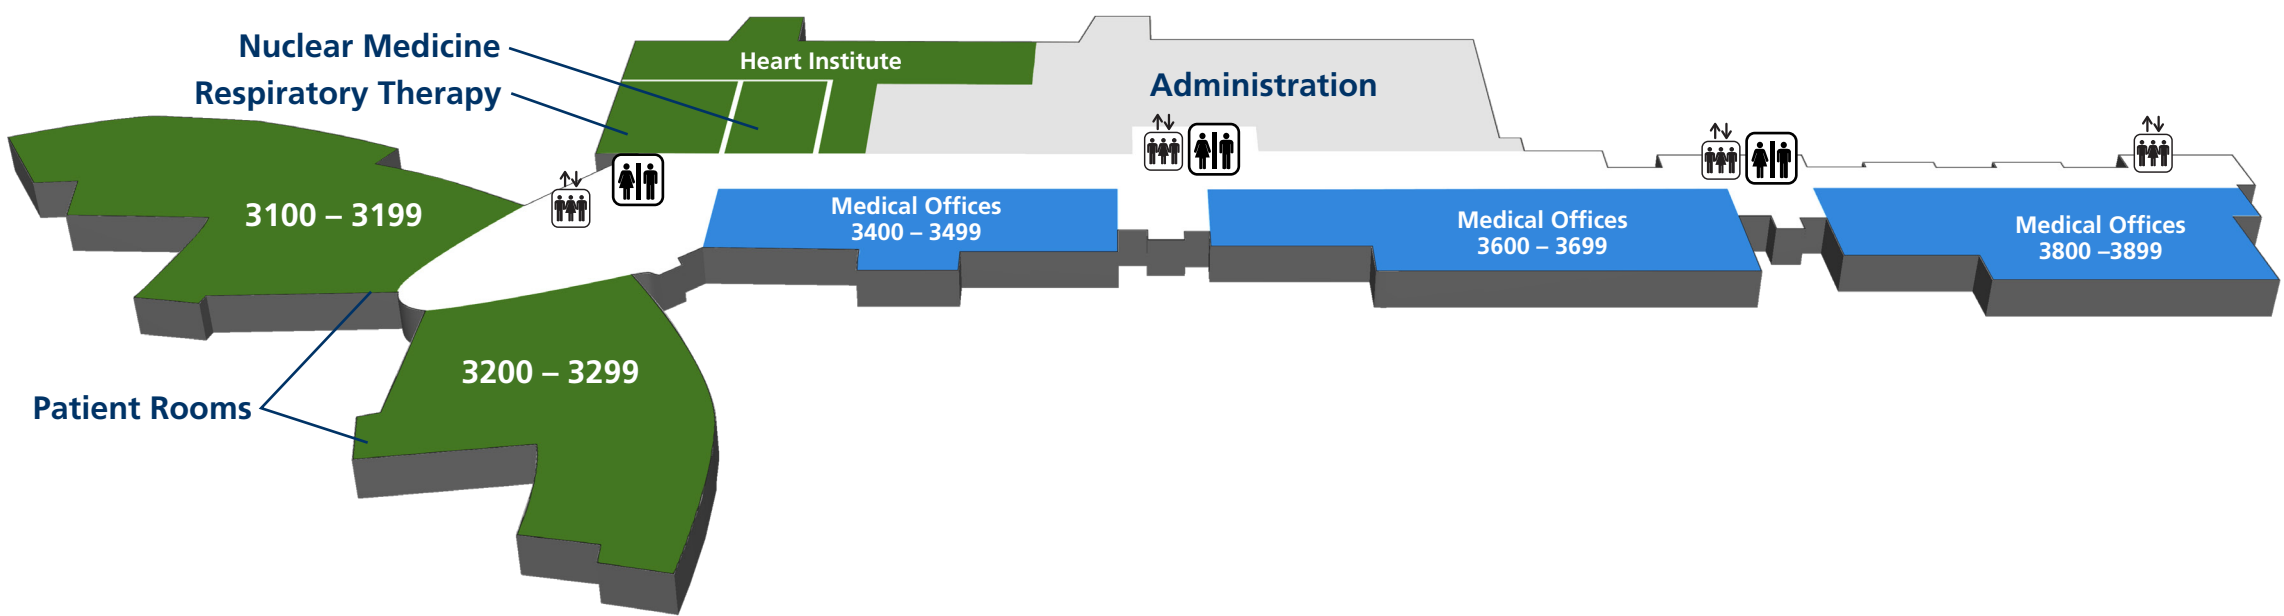 Nuclear Medicine
Respiratory Therapy
Heart Institute
Administration
3100 – 3199
Medical Offices
3400 – 3499
Medical Offices
3600 – 3699
Medical Offices
3800 –3899
3200 – 3299
Patient Rooms